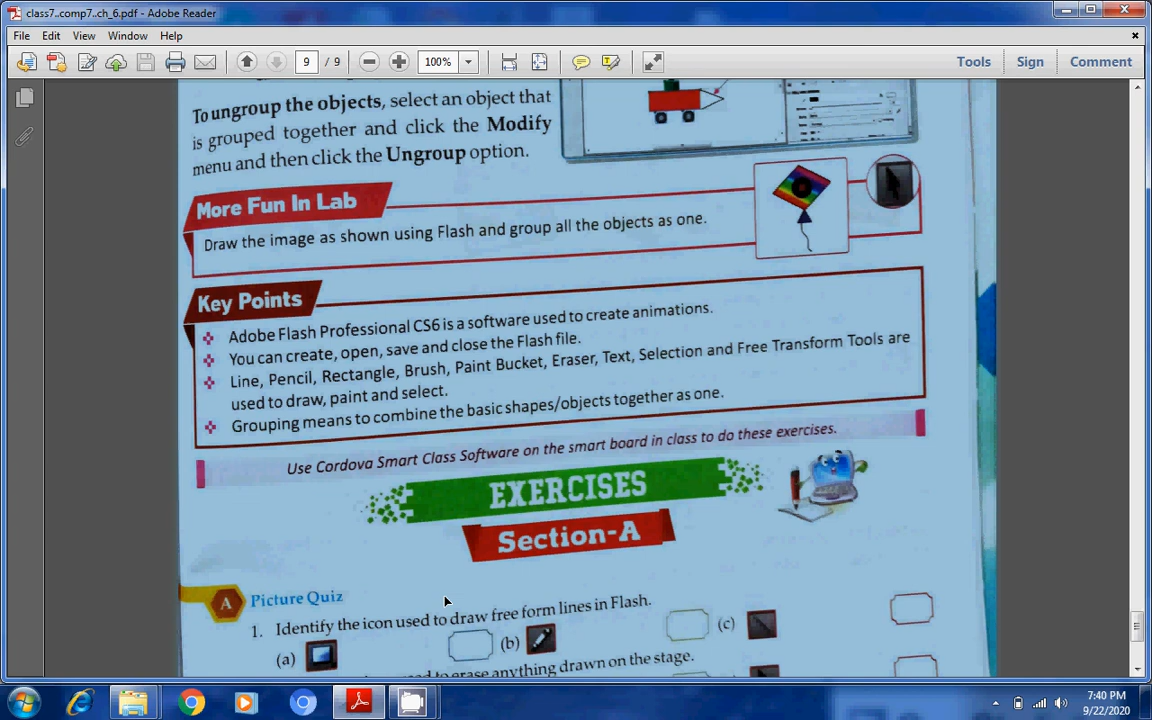 class7..comp7..ch_6.pdf - Adobe Reader
File Edit View Window Help
9 / 9 100% Tools Sign Comment
To ungroup the objects, select an object that
is grouped together and click the Modify
menu and then click the Ungroup option.
More Fun In Lab
Draw the image as shown using Flash and group all the objects as one.
Key Points
Adobe Flash Professional CS6 is a software used to create animations.
You can create, open, save and close the Flash file.
Line, Pencil, Rectangle, Brush, Paint Bucket, Eraser, Text, Selection and Free Transform Tools are
used to draw, paint and select.
Grouping means to combine the basic shapes/objects together as one.
Use Cordova Smart Class Software on the smart board in class to do these exercises.
EXERCISES
Section-A
A Picture Quiz
1. Identify the icon used to draw free form lines in Flash.
(a) (b) (c)
to erase anything drawn on the stage.
7:40 PM
9/22/2020